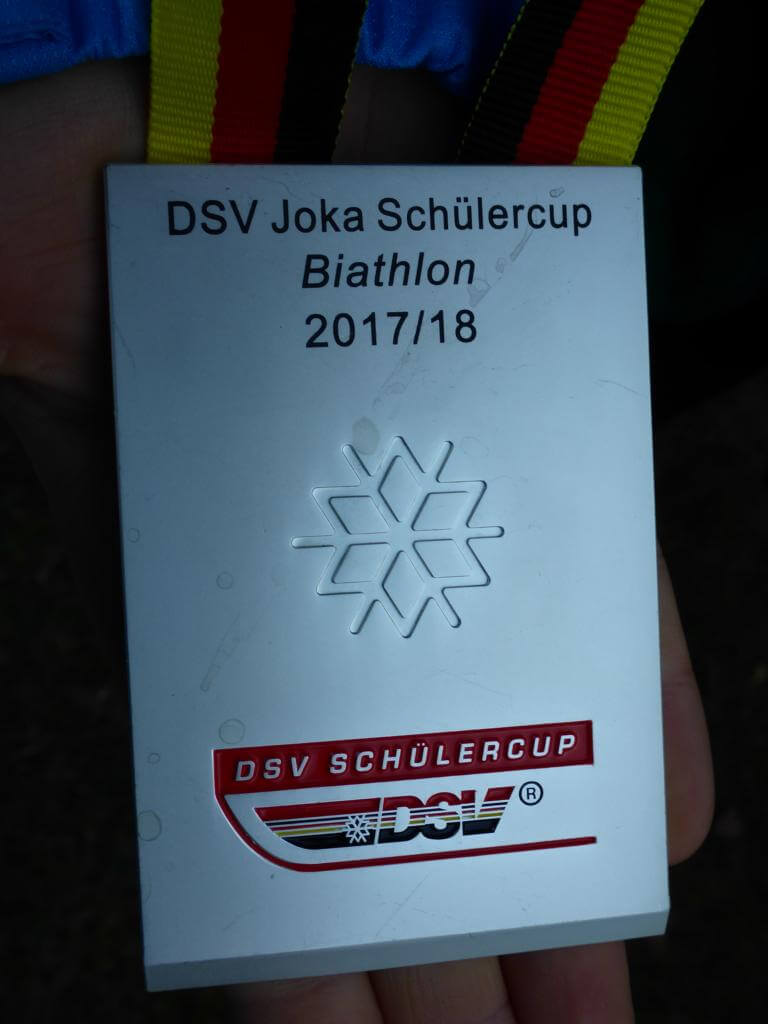 DSV Joka Schülercup
Biathlon
2017/18
DSV SCHÜLERCUP
DSV ®